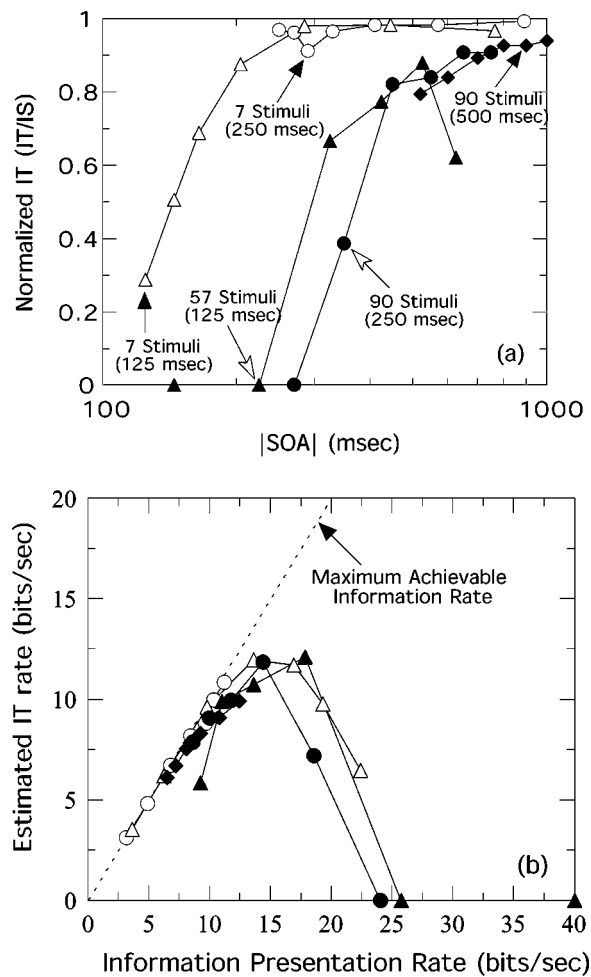 1
0.8
0.6
0.4
0.2
0
Normalized IT (IT/IS)
7 Stimuli
(250 msec)
90 Stimuli
(500 msec)
57 Stimuli
(125 msec)
90 Stimuli
(250 msec)
7 Stimuli
(125 msec)
(a)
100
1000
|SOA| (msec)
20
15
10
5
0
Estimated IT rate (bits/sec)
Maximum Achievable
Information Rate
(b)
0 5 10 15 20 25 30 35 40
Information Presentation Rate (bits/sec)